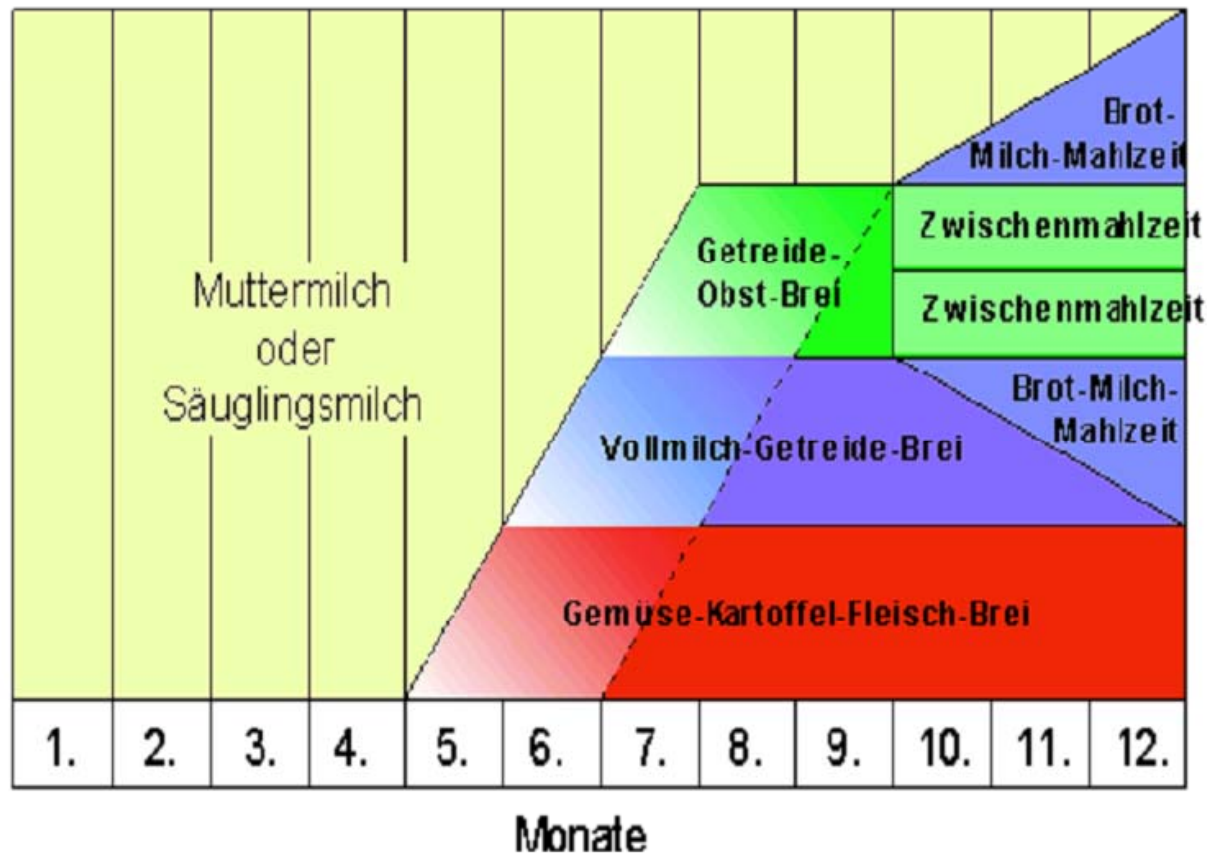 Brot-
Milch-Mahlzeit
Zwischenmahlzeit
Getreide-
Obst-Brei
Zwischenmahlzeit
Muttermilch
oder
Säuglingsmilch
Brot-Milch-
Mahlzeit
Vollmilch-Getreide-Brei
Gemüse-Kartoffel-Fleisch-Brei
1. 2. 3. 4. 5. 6. 7. 8. 9. 10. 11. 12.
Monate